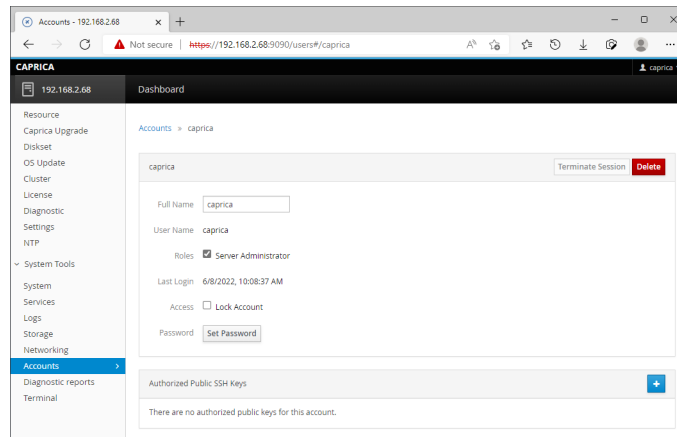 Accounts - 192.168.2.68
Not secure | https://192.168.2.68:9090/users#/caprica
CAPRICA
caprica
192.168.2.68
Dashboard
Resource
Caprica Upgrade
Diskset
OS Update
Cluster
License
Diagnostic
Settings
NTP
System Tools
System
Services
Logs
Storage
Networking
Accounts
Diagnostic reports
Terminal
Accounts » caprica
caprica
Terminate Session
Delete
Full Name caprica
User Name caprica
Roles Server Administrator
Last Login 6/8/2022, 10:08:37 AM
Access Lock Account
Password Set Password
Authorized Public SSH Keys
There are no authorized public keys for this account.